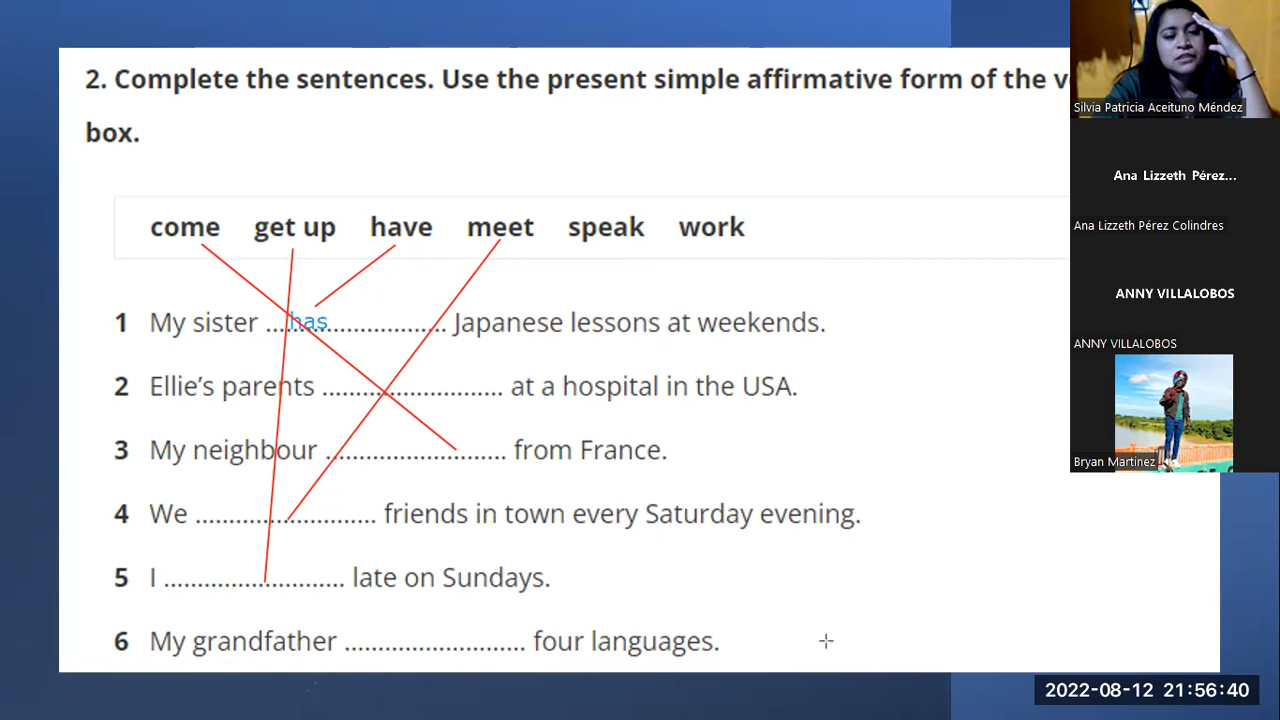 2. Complete the sentences. Use the present simple affirmative form of the
box.
come get up have meet speak work
1 My sister ...has........................ Japanese lessons at weekends.
2 Ellie’s parents ........................... at a hospital in the USA.
3 My neighbour ........................... from France.
4 We ........................... friends in town every Saturday evening.
5 I ........................... late on Sundays.
6 My grandfather ........................... four languages.
Silvia Patricia Aceituno Méndez
Ana Lizzeth Pérez...
Ana Lizzeth Pérez Colindres
ANNY VILLALOBOS
ANNY VILLALOBOS
Bryan Martinez
2022-08-12 21:56:40